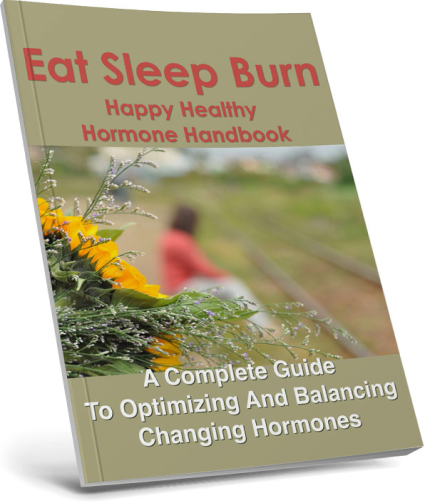 Eat Sleep Burn
Happy Healthy
Hormone Handbook
A Complete Guide
To Optimizing And Balancing
Changing Hormones